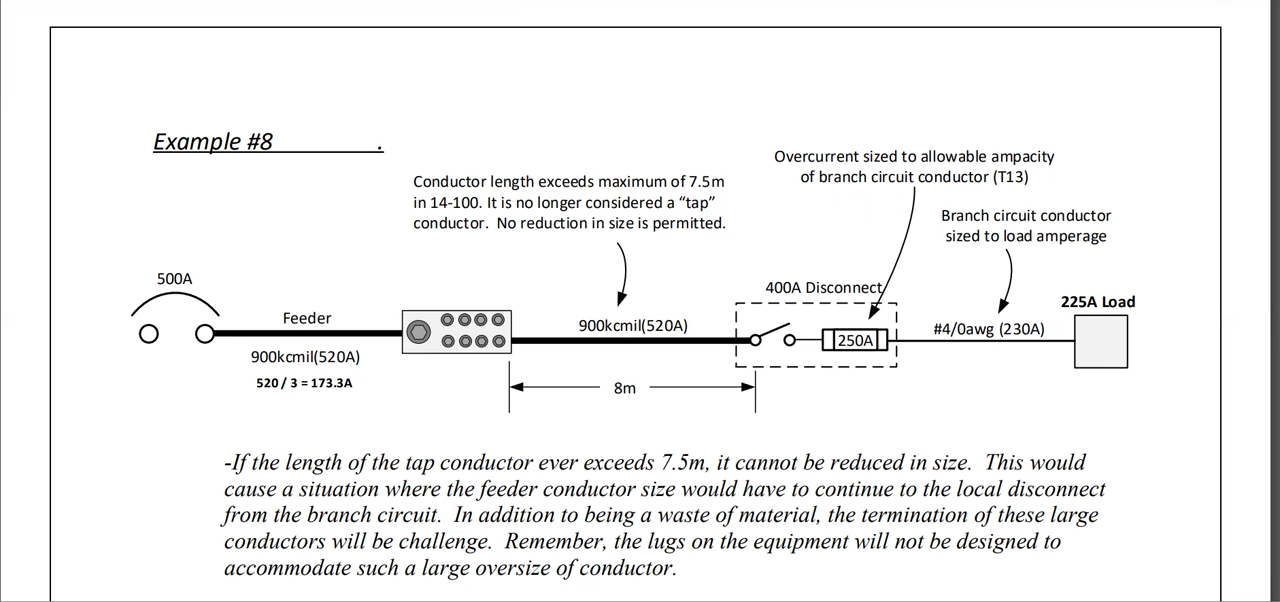 Example #8 .
Overcurrent sized to allowable ampacity
of branch circuit conductor (T13)
Conductor length exceeds maximum of 7.5m
in 14-100. It is no longer considered a “tap”
conductor. No reduction in size is permitted.
Branch circuit conductor
sized to load amperage
500A
400A Disconnect
225A Load
Feeder
900kcmil(520A)
#4/0awg (230A)
250A
900kcmil(520A)
520 / 3 = 173.3A
8m
-If the length of the tap conductor ever exceeds 7.5m, it cannot be reduced in size. This would
cause a situation where the feeder conductor size would have to continue to the local disconnect
from the branch circuit. In addition to being a waste of material, the termination of these large
conductors will be challenge. Remember, the lugs on the equipment will not be designed to
accommodate such a large oversize of conductor.